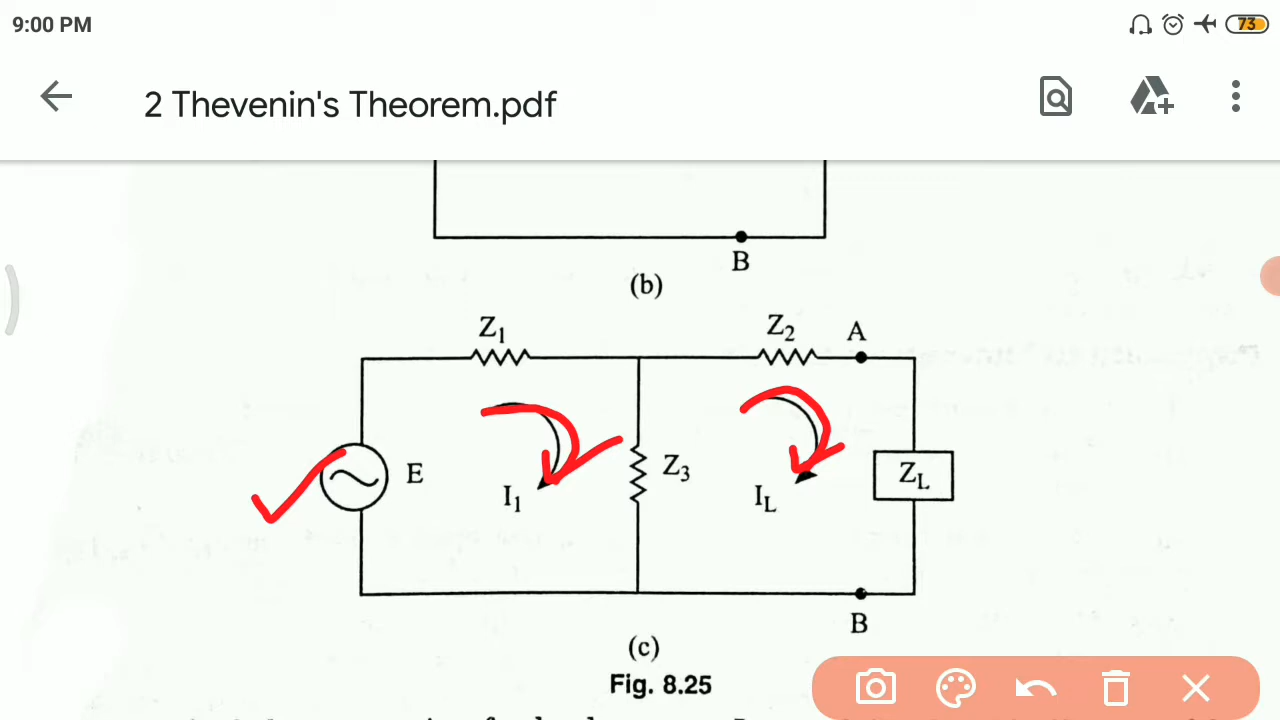 9:00 PM
73
2 Thevenin's Theorem.pdf
B
(b)
Z1
Z2
A
E
I1
Z3
IL
ZL
B
(c)
Fig. 8.25